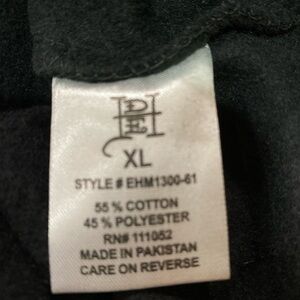 XL
STYLE # EHM1300-61
55 % COTTON
45 % POLYESTER
RN# 111052
MADE IN PAKISTAN
CARE ON REVERSE